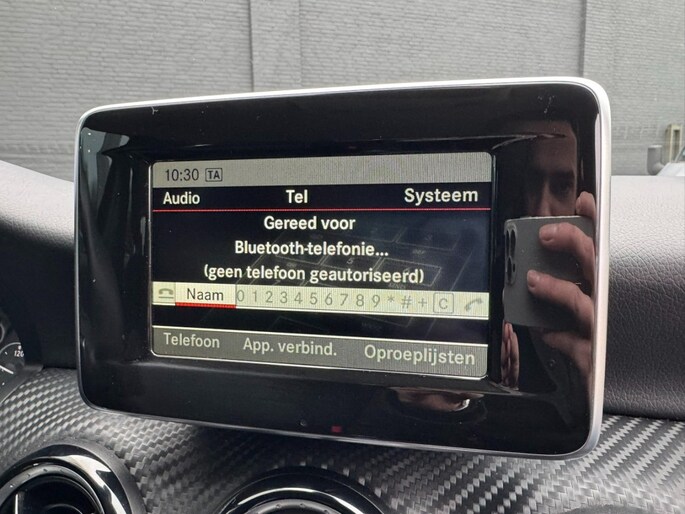 10:30 TA
Audio Tel Systeem
Gereed voor
Bluetooth-telefonie...
(geen telefoon geautoriseerd)
Naam 0 1 2 3 4 5 6 7 8 9 * # + C
Telefoon App. verbind. Oproeplijsten